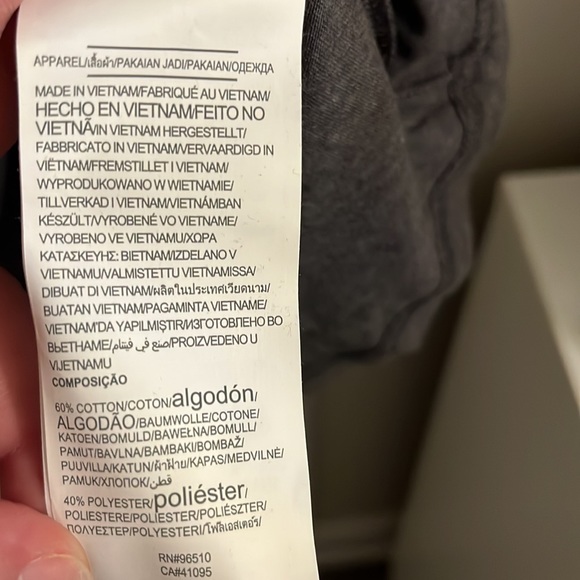 APPAREL/เสื้อผ้า/PAKAIAN JADI/PAKAIAN/ОДЕЖДА
MADE IN VIETNAM/FABRIQUÉ AU VIETNAM/
HECHO EN VIETNAM/FEITO NO
VIETNÃ/IN VIETNAM HERGESTELLT/
FABBRICATO IN VIETNAM/VERVAARDIGD IN
VIËTNAM/FREMSTILLET I VIETNAM/
WYPRODUKOWANO W WIETNAMIE/
TILLVERKAD I VIETNAM/VIETNÁMBAN
KÉSZÜLT/VYROBENÉ VO VIETNAME/
VYROBENO VE VIETNAMU/ΧΩΡΑ
ΚΑΤΑΣΚΕΥΗΣ: ΒΙΕΤΝΑΜ/IZDELANO V
VIETNAMU/VALMISTETTU VIETNAMISSA/
DIBUAT DI VIETNAM/ผลิตในประเทศเวียดนาม/
BUATAN VIETNAM/PAGAMINTA VIETNAME/
VIETNAM'DA YAPILMIŞTIR/ИЗГОТОВЛЕНО ВО
ВЬЕТНАМЕ/صنع في فيتنام/PROIZVEDENO U
VIJETNAMU
COMPOSIÇÃO
60% COTTON/COTON/algodón/
ALGODÃO/BAUMWOLLE/COTONE/
KATOEN/BOMULD/BAWEŁNA/BOMULL/
PAMUT/BAVLNA/ΒΑΜΒΑΚΙ/BOMBAŽ/
PUUVILLA/KATUN/ผ้าฝ้าย/KAPAS/MEDVILNĖ/
PAMUK/ХЛОПОК/قطن
40% POLYESTER/poliéster/
POLIESTERE/POLIESTER/POLIÉSZTER/
ΠΟΛΥΕΣΤΕΡ/POLYESTERI/โพลีเอสเตอร์/
RN#96510
CA#41095